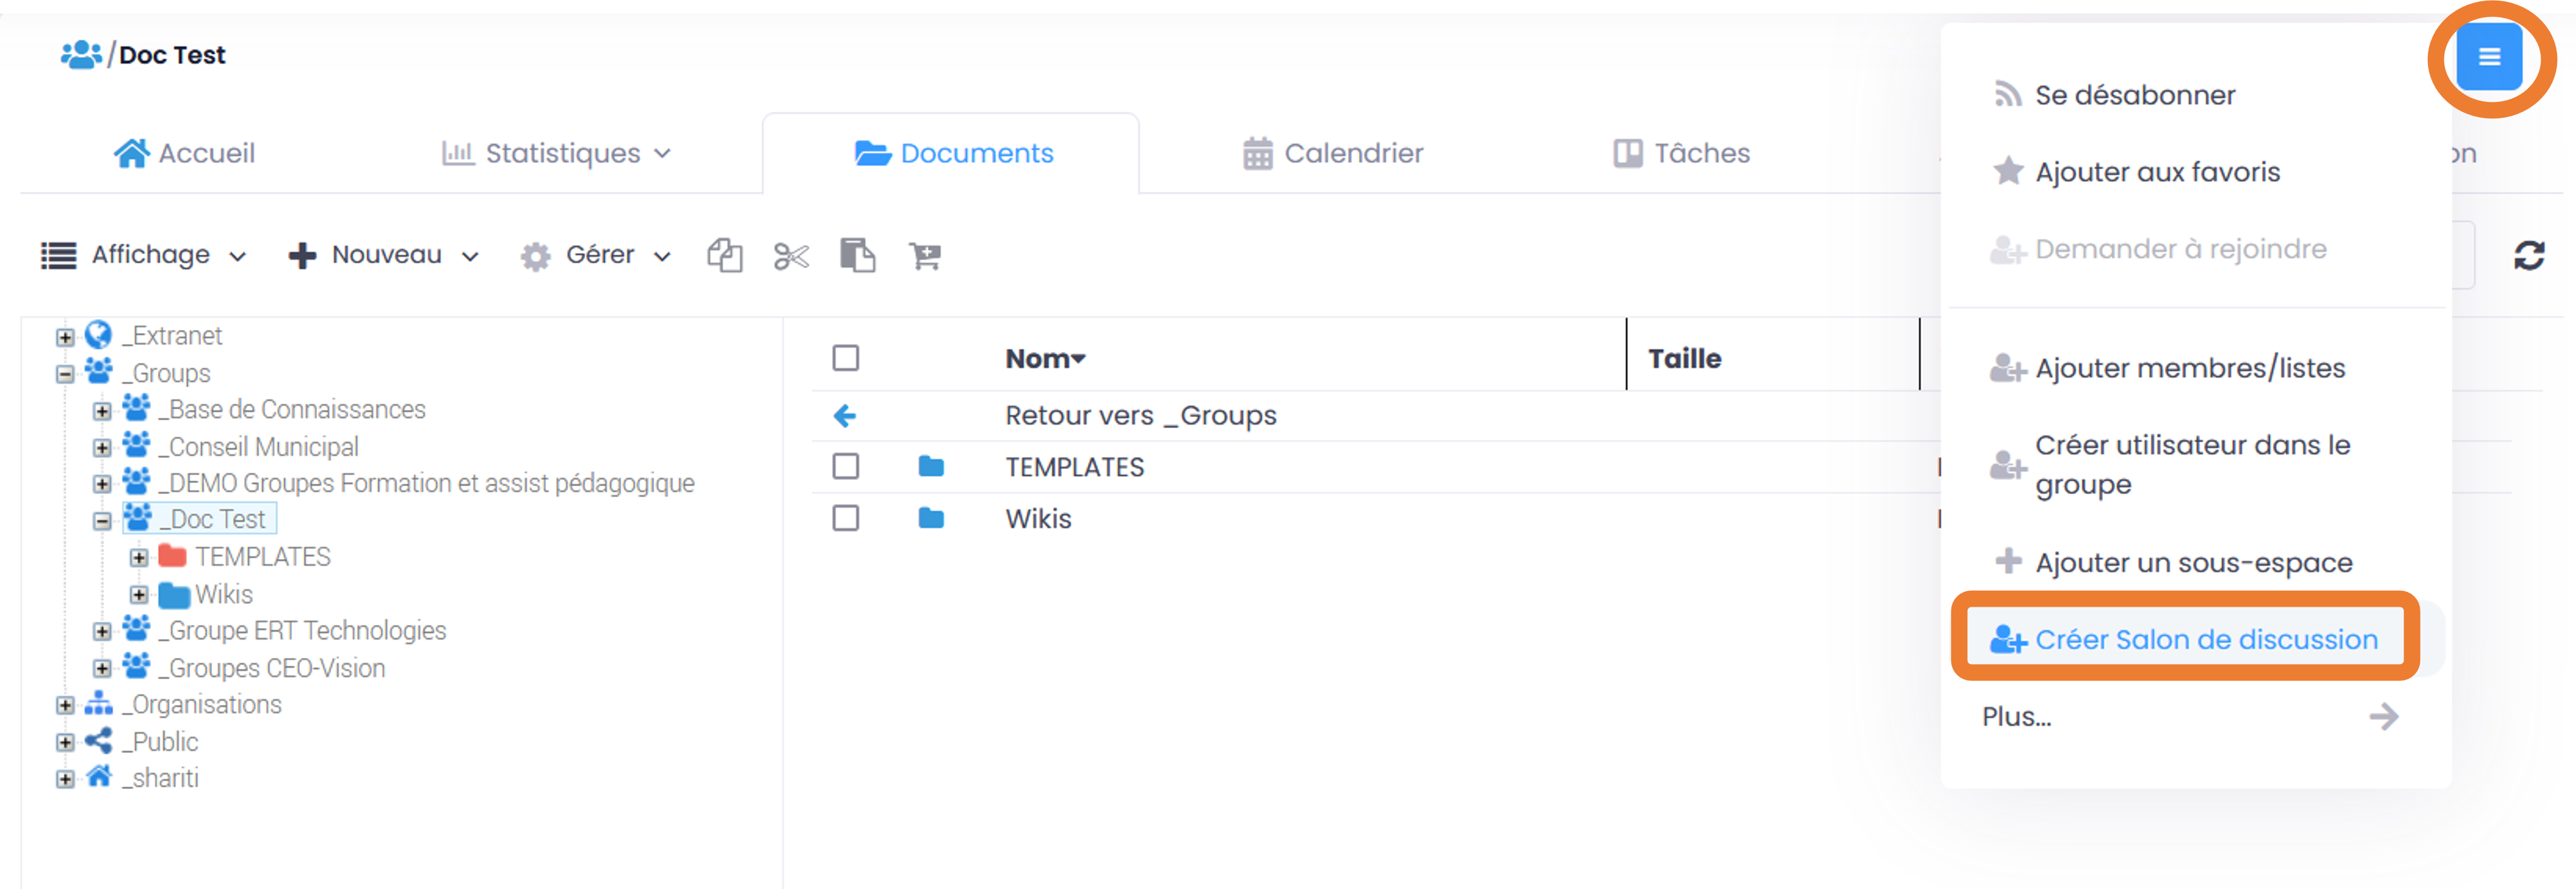 /Doc Test
Accueil
Statistiques
Documents
Calendrier
Tâches
on
Affichage
Nouveau
Gérer
_Extranet
_Groups
_Base de Connaissances
_Conseil Municipal
_DEMO Groupes Formation et assist pédagogique
_Doc Test
TEMPLATES
Wikis
_Groupe ERT Technologies
_Groupes CEO-Vision
_Organisations
_Public
_shariti
Nom
Taille
Retour vers _Groups
TEMPLATES
Wikis
Se désabonner
Ajouter aux favoris
Demander à rejoindre
Ajouter membres/listes
Créer utilisateur dans le
groupe
Ajouter un sous-espace
Créer Salon de discussion
Plus...